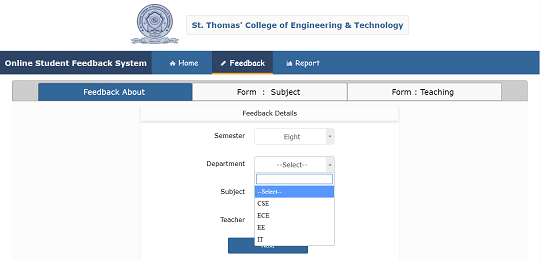 St. Thomas' College of Engineering & Technology
Online Student Feedback System Home Feedback Report
Feedback About Form : Subject Form : Teaching
Feedback Details
Semester Eight
Department --Select--
--Select--
Subject
CSE
ECE
Teacher
EE
IT